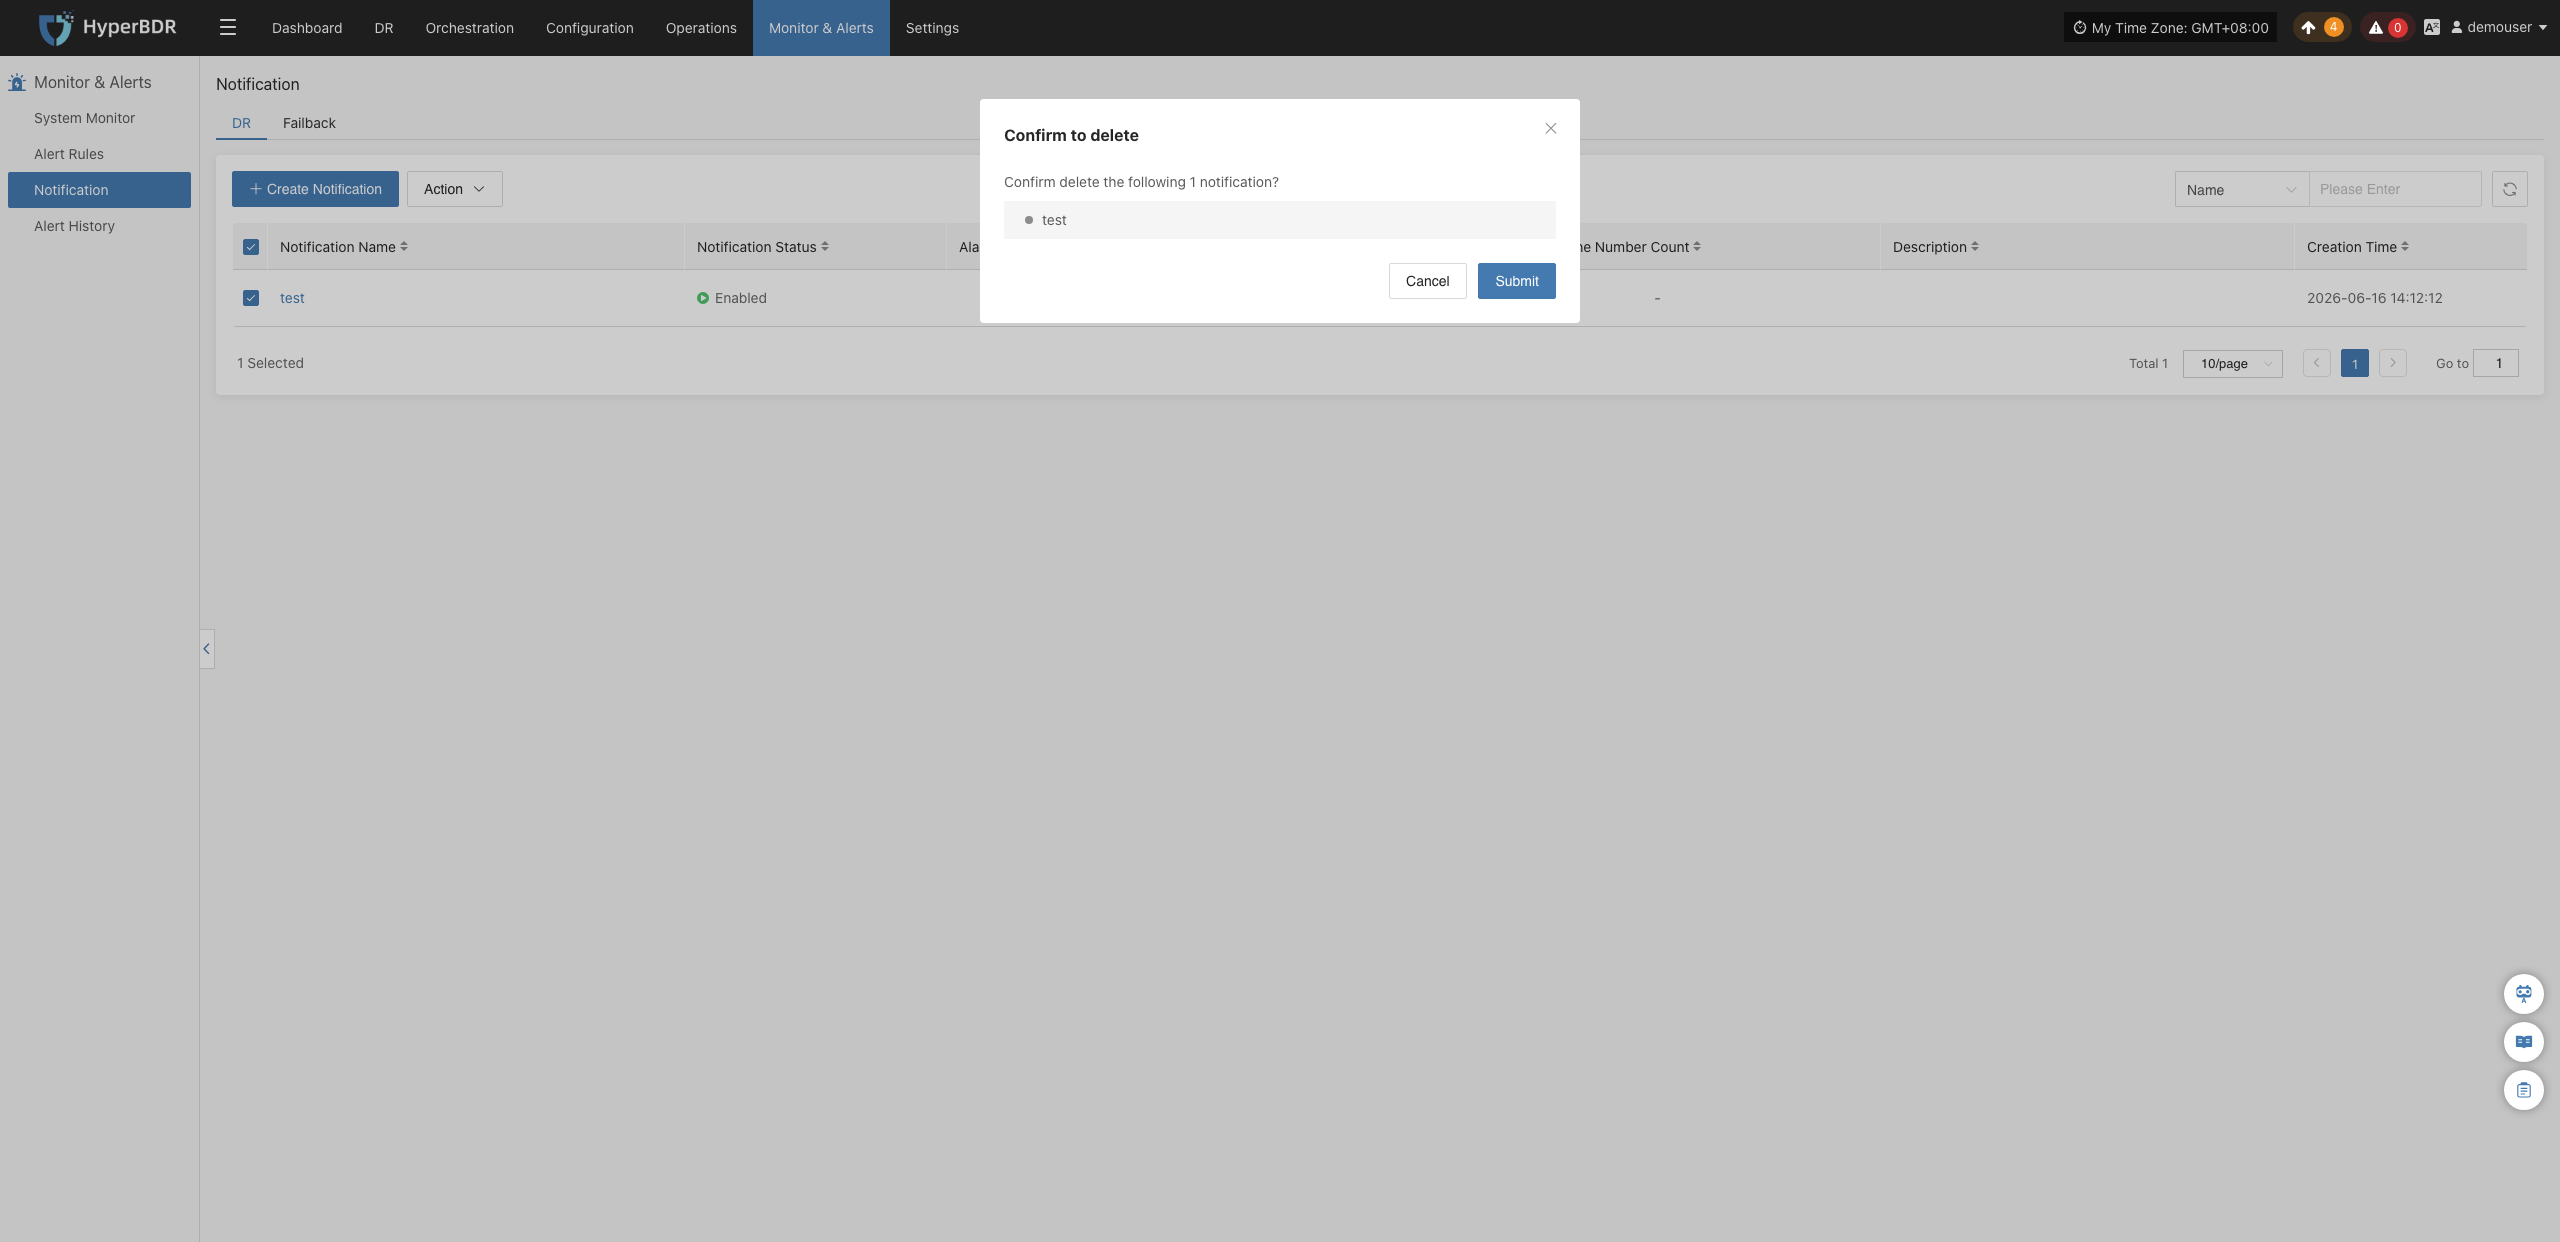 HyperBDR
Dashboard
DR
Orchestration
Configuration
Operations
Monitor & Alerts
Settings
My Time Zone: GMT+08:00
4
0
demouser
Monitor & Alerts
System Monitor
Alert Rules
Notification
Alert History
Notification
DR
Failback
Create Notification
Action
Name
Please Enter
Notification Name
Notification Status
Ala
Number Count
Description
Creation Time
test
Enabled
-
2026-06-16 14:12:12
1 Selected
Total 1
10/page
1
Go to
1
Confirm to delete
Confirm delete the following 1 notification?
test
Cancel
Submit